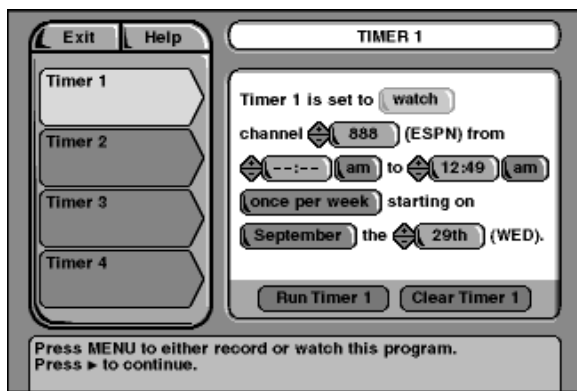 Exit Help
TIMER 1
Timer 1
Timer 2
Timer 3
Timer 4
Timer 1 is set to watch
channel 888 (ESPN) from
--:-- am to 12:49 am
once per week starting on
September the 29th (WED).
Run Timer 1 Clear Timer 1
Press MENU to either record or watch this program.
Press ► to continue.